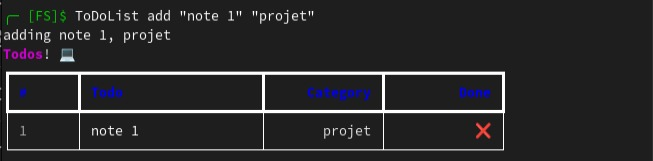 ╭─ [FS]$ ToDoList add "note 1" "projet"
adding note 1, projet
Todos! 💻
# Todo Category Done
1 note 1 projet ❌